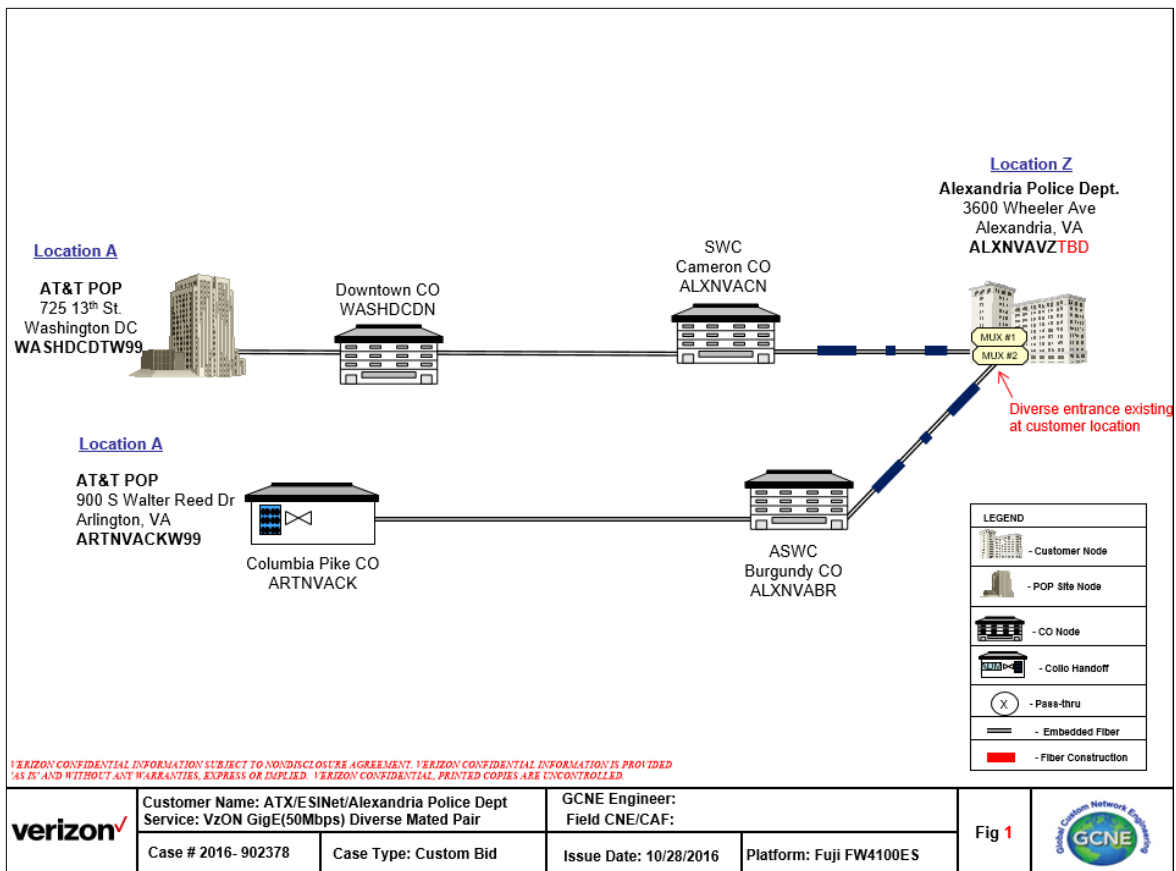 Location Z
Alexandria Police Dept.
3600 Wheeler Ave
Alexandria, VA
ALXNVAVZTBD
Location A
AT&T POP
725 13th St.
Washington DC
WASHDCDTW99
Downtown CO
WASHDCDN
SWC
Cameron CO
ALXNVACN
MUX #1
MUX #2
Diverse entrance existing
at customer location
Location A
AT&T POP
900 S Walter Reed Dr
Arlington, VA
ARTNVACKW99
Columbia Pike CO
ARTNVACK
ASWC
Burgundy CO
ALXNVABR
LEGEND
- Customer Node
- POP Site Node
- CO Node
- Collo Handoff
X - Pass-thru
- Embedded Fiber
- Fiber Construction
VERIZON CONFIDENTIAL INFORMATION SUBJECT TO NONDISCLOSURE AGREEMENT. VERIZON CONFIDENTIAL INFORMATION IS PROVIDED
'AS IS' AND WITHOUT ANY WARRANTIES, EXPRESS OR IMPLIED. VERIZON CONFIDENTIAL, PRINTED COPIES ARE UNCONTROLLED.
verizon
Customer Name: ATX/ESINet/Alexandria Police Dept
Service: VzON GigE(50Mbps) Diverse Mated Pair
GCNE Engineer:
Field CNE/CAF:
Case # 2016- 902378
Case Type: Custom Bid
Issue Date: 10/28/2016
Platform: Fuji FW4100ES
Fig 1
Global Custom Network Engineering
GCNE